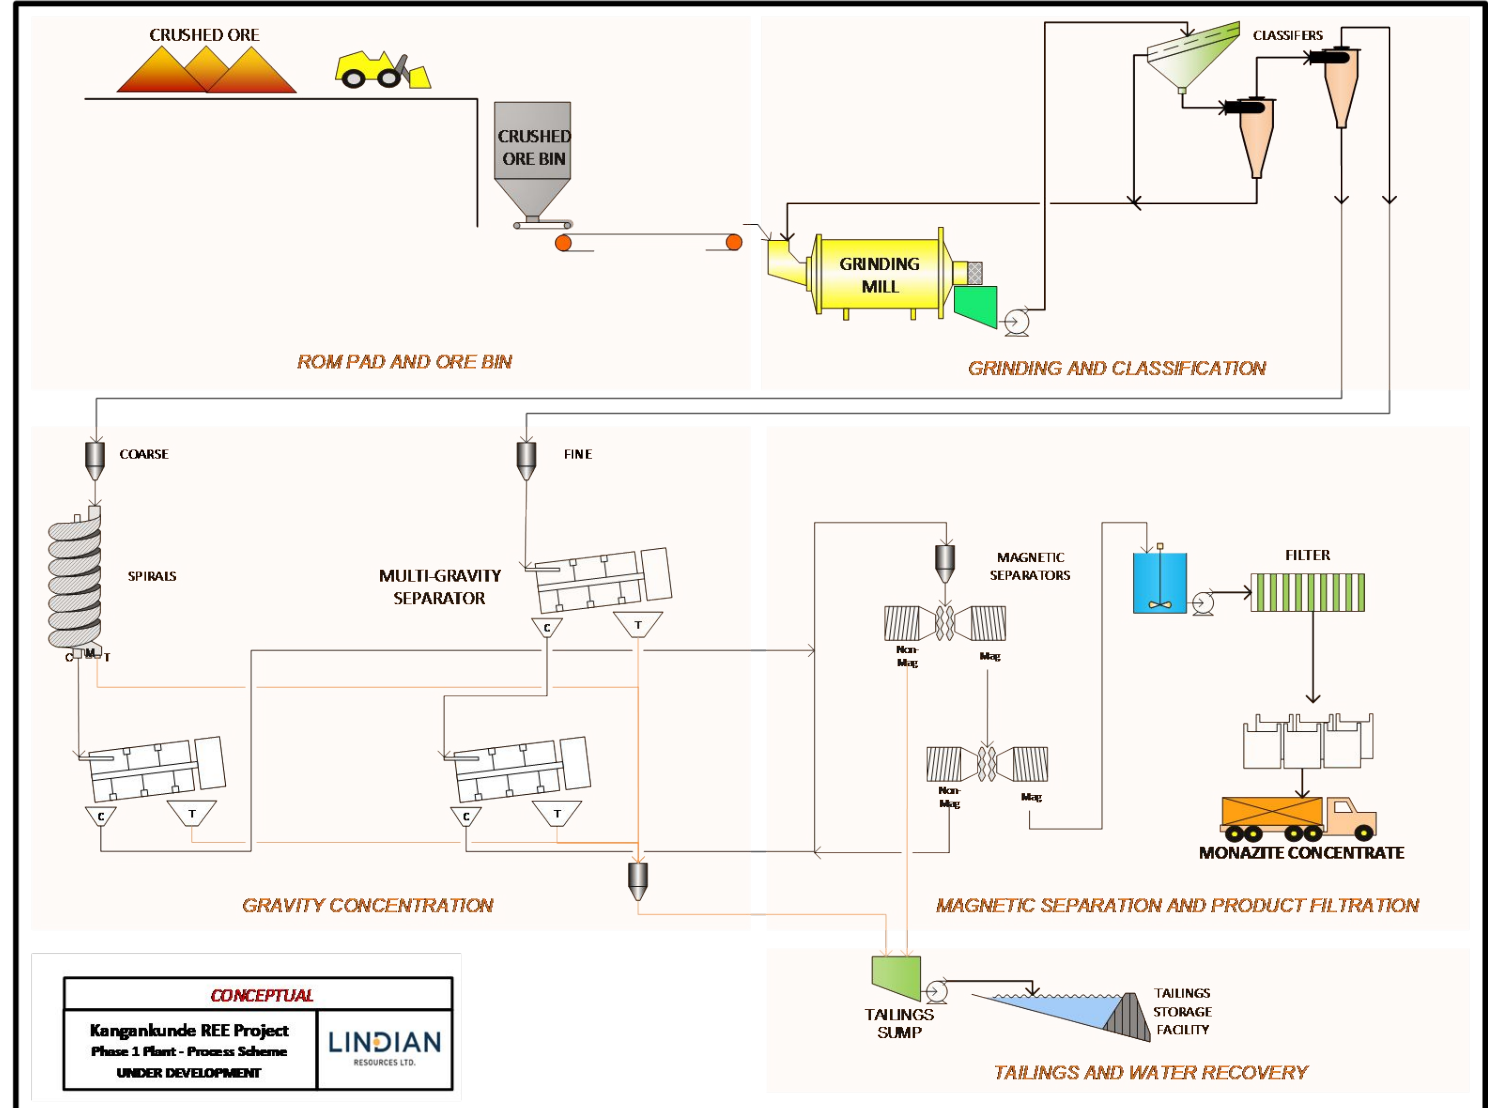 CRUSHED ORE
CRUSHED
ORE BIN
ROM PAD AND ORE BIN
CLASSIFERS
GRINDING
MILL
GRINDING AND CLASSIFICATION
COARSE
FINE
SPIRALS
MULTI-GRAVITY
SEPARATOR
C
T
C M T
C
T
C
T
GRAVITY CONCENTRATION
MAGNETIC
SEPARATORS
Non-
Mag
Mag
Non-
Mag
Mag
FILTER
MONAZITE CONCENTRATE
MAGNETIC SEPARATION AND PRODUCT FILTRATION
TAILINGS
SUMP
TAILINGS
STORAGE
FACILITY
TAILINGS AND WATER RECOVERY
CONCEPTUAL
Kangankunde REE Project
Phase 1 Plant - Process Scheme
UNDER DEVELOPMENT
LINDIAN
RESOURCES LTD.